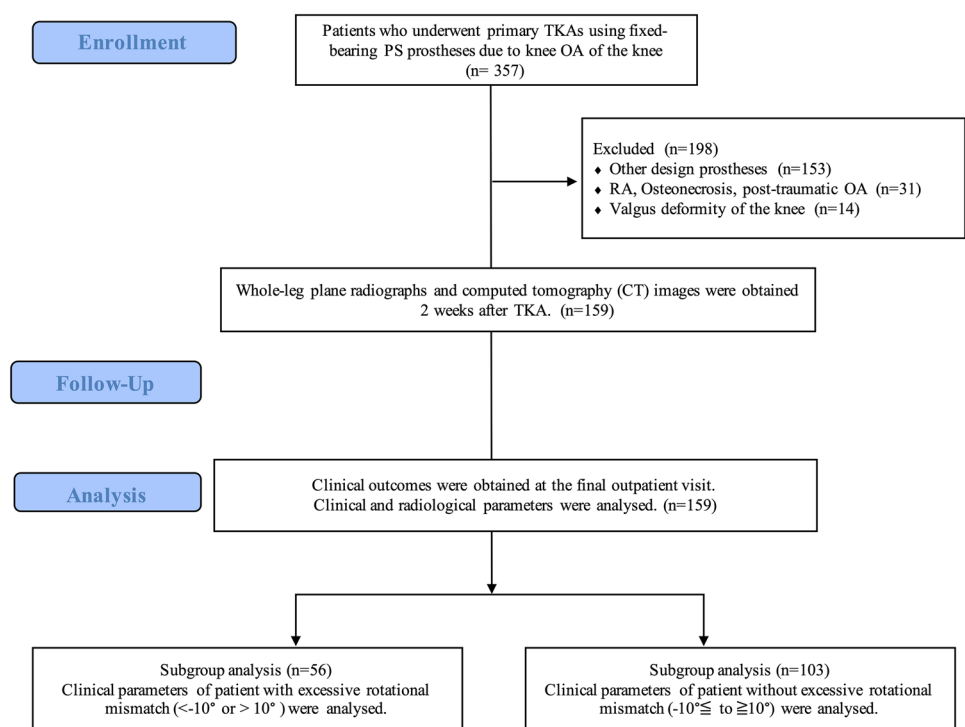 Enrollment
Patients who underwent primary TKAs using fixed-
bearing PS prostheses due to knee OA of the knee
(n= 357)
Excluded (n=198)
♦ Other design prostheses (n=153)
♦ RA, Osteonecrosis, post-traumatic OA (n=31)
♦ Valgus deformity of the knee (n=14)
Whole-leg plane radiographs and computed tomography (CT) images were obtained
2 weeks after TKA. (n=159)
Follow-Up
Analysis
Clinical outcomes were obtained at the final outpatient visit.
Clinical and radiological parameters were analysed. (n=159)
Subgroup analysis (n=56)
Clinical parameters of patient with excessive rotational
mismatch (<-10° or > 10° ) were analysed.
Subgroup analysis (n=103)
Clinical parameters of patient without excessive rotational
mismatch (-10°≦ to ≧10°) were analysed.